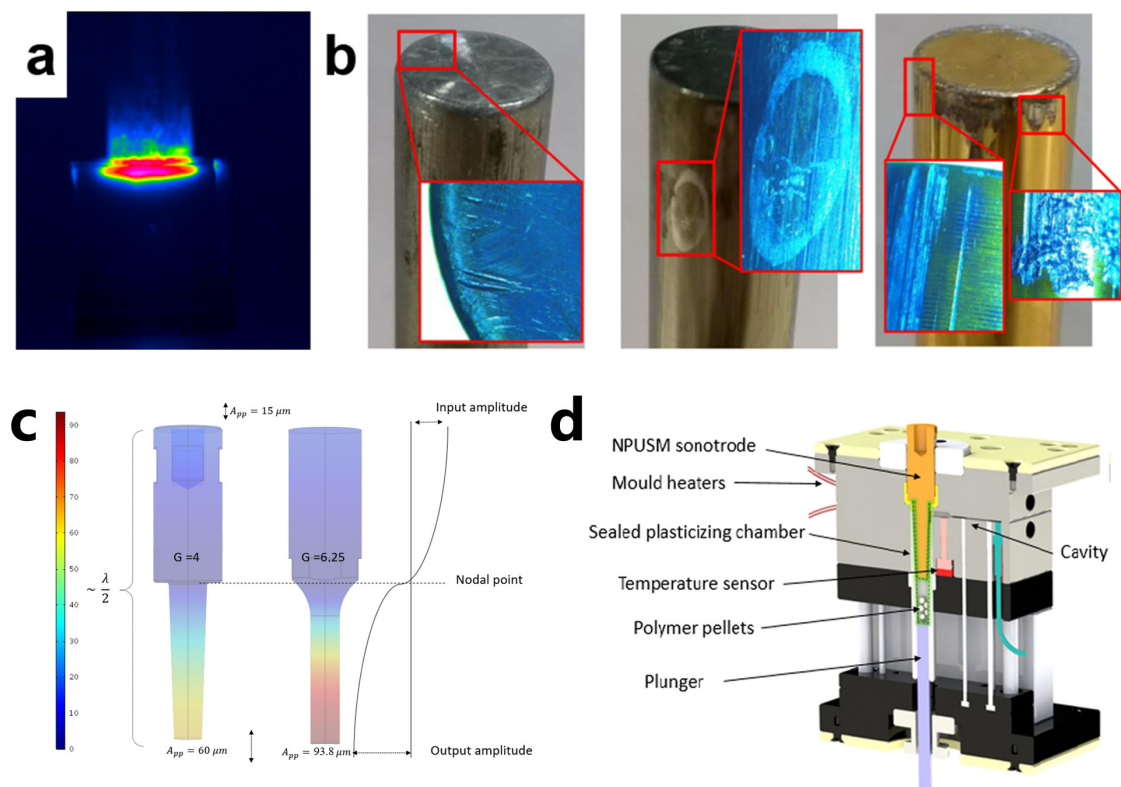 a
b
c
d
A_pp = 15 μm
Input amplitude
90
80
70
60
50
40
30
20
10
0
G =4
G =6.25
~ λ/2
Nodal point
A_pp = 60 μm
A_pp = 93.8 μm
Output amplitude
NPUSM sonotrode
Mould heaters
Sealed plasticizing chamber
Cavity
Temperature sensor
Polymer pellets
Plunger